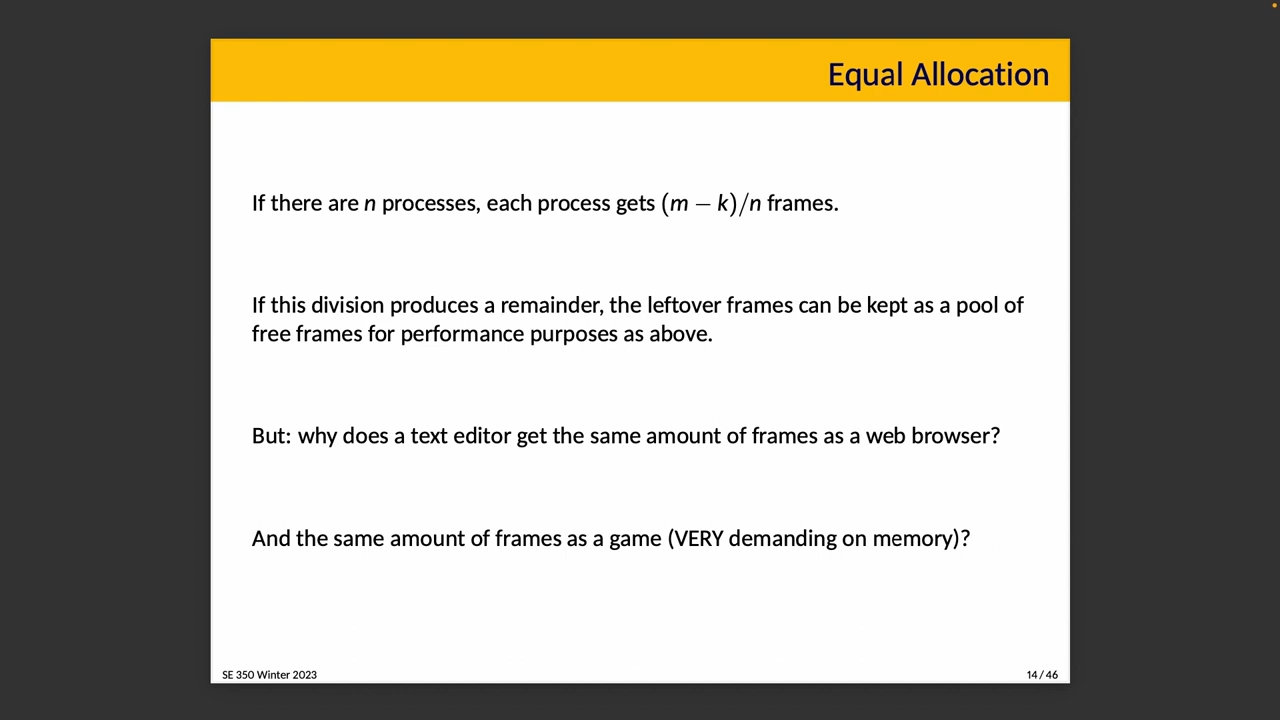 Equal Allocation
If there are n processes, each process gets (m − k)/n frames.
If this division produces a remainder, the leftover frames can be kept as a pool of
free frames for performance purposes as above.
But: why does a text editor get the same amount of frames as a web browser?
And the same amount of frames as a game (VERY demanding on memory)?
SE 350 Winter 2023
14 / 46